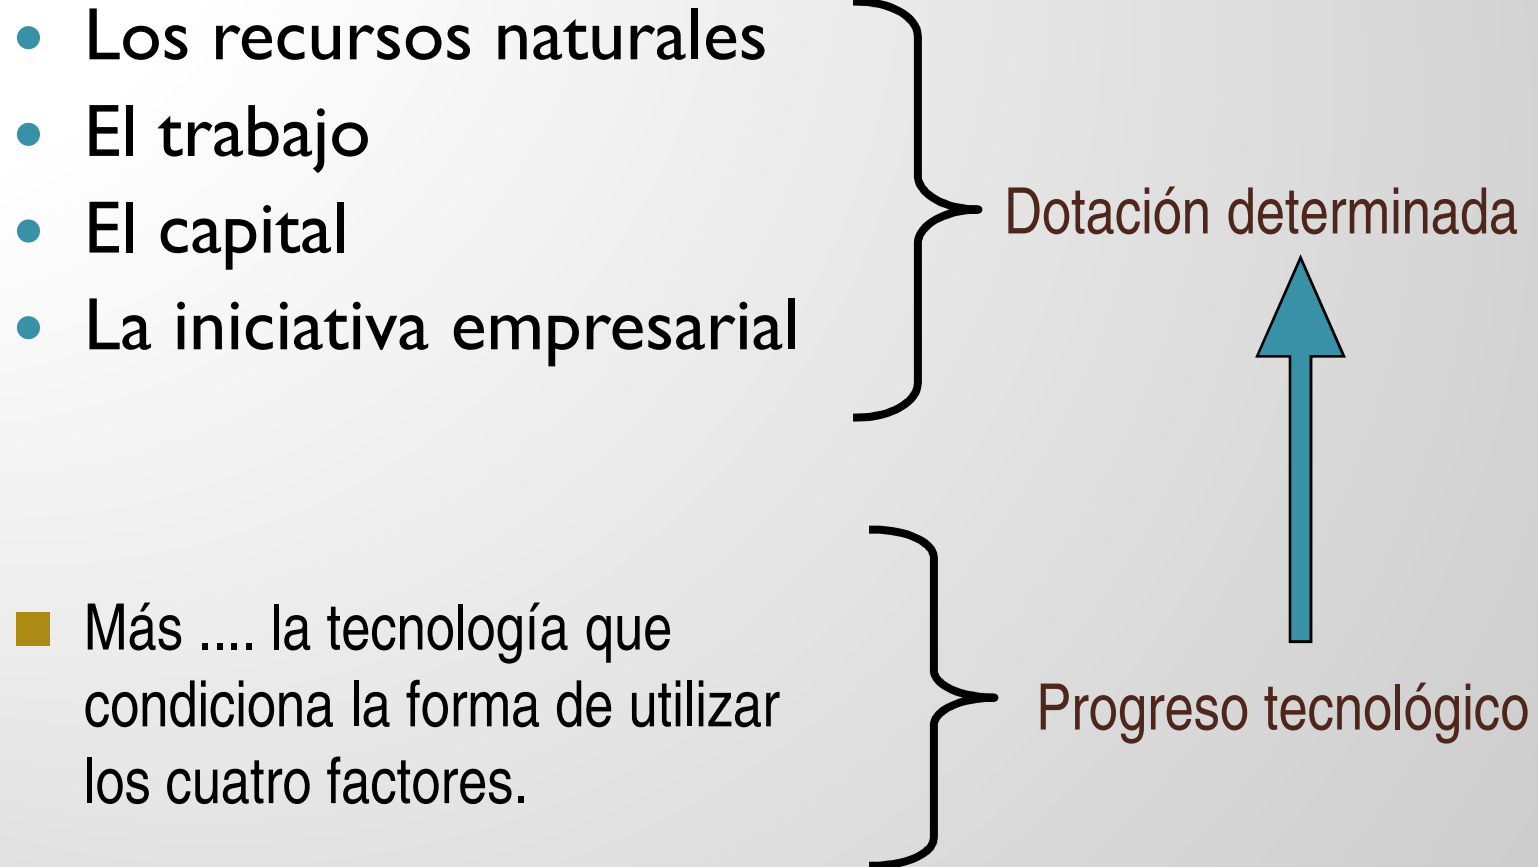 Los recursos naturales
El trabajo
El capital
La iniciativa empresarial
Dotación determinada
Más .... la tecnología que
condiciona la forma de utilizar
los cuatro factores.
Progreso tecnológico